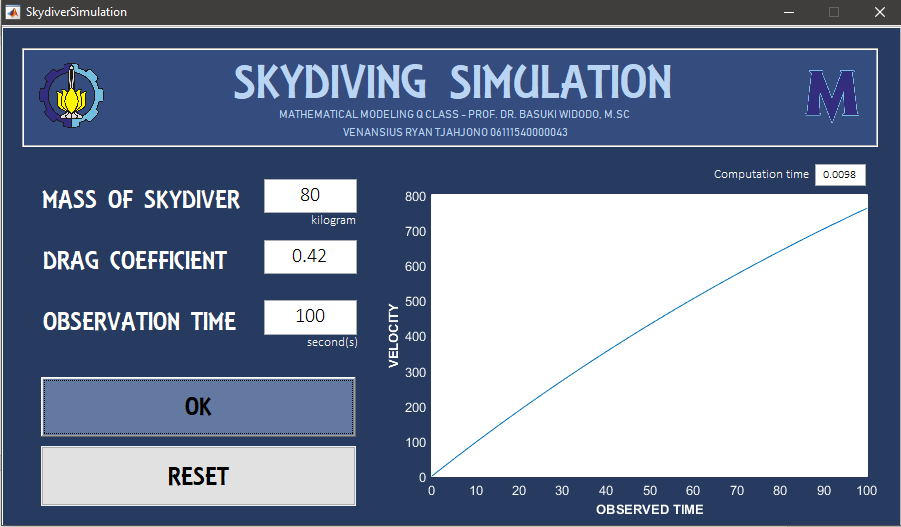 SkydiverSimulation
SKYDIVING SIMULATION
MATHEMATICAL MODELING Q CLASS - PROF. DR. BASUKI WIDODO, M.SC
VENANSIUS RYAN TJAHJONO 06111540000043
M
MASS OF SKYDIVER 80
kilogram
DRAG COEFFICIENT 0.42
OBSERVATION TIME 100
second(s)
OK
RESET
Computation time 0.0098
800
700
600
500
400
300
200
100
0
VELOCITY
0 10 20 30 40 50 60 70 80 90 100
OBSERVED TIME